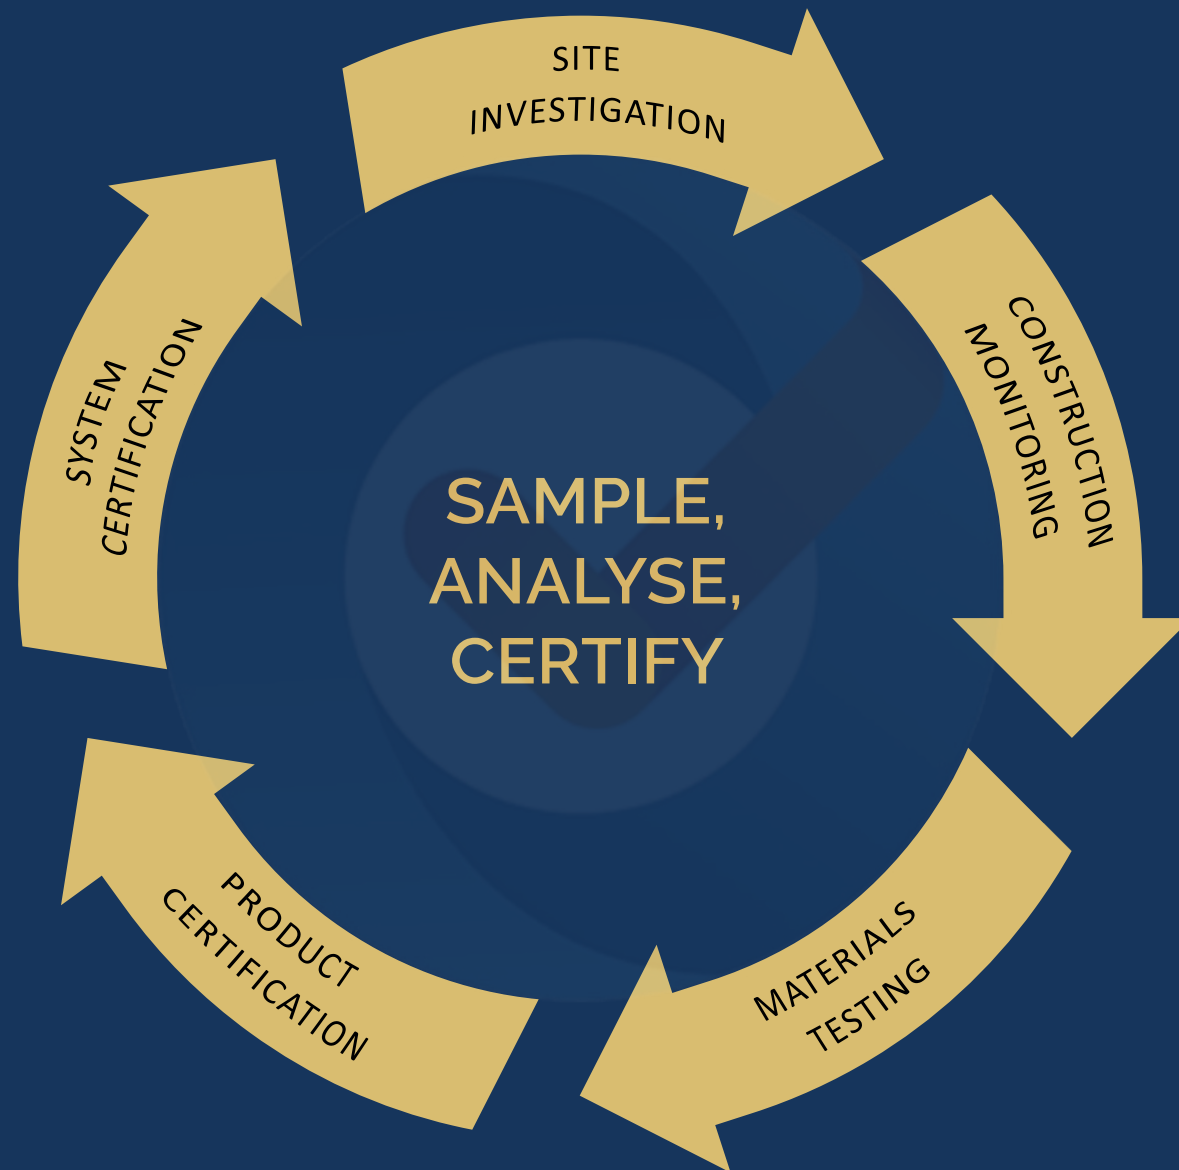 SITE
INVESTIGATION
CONSTRUCTION
MONITORING
MATERIALS
TESTING
PRODUCT
CERTIFICATION
SYSTEM
CERTIFICATION
SAMPLE,
ANALYSE,
CERTIFY